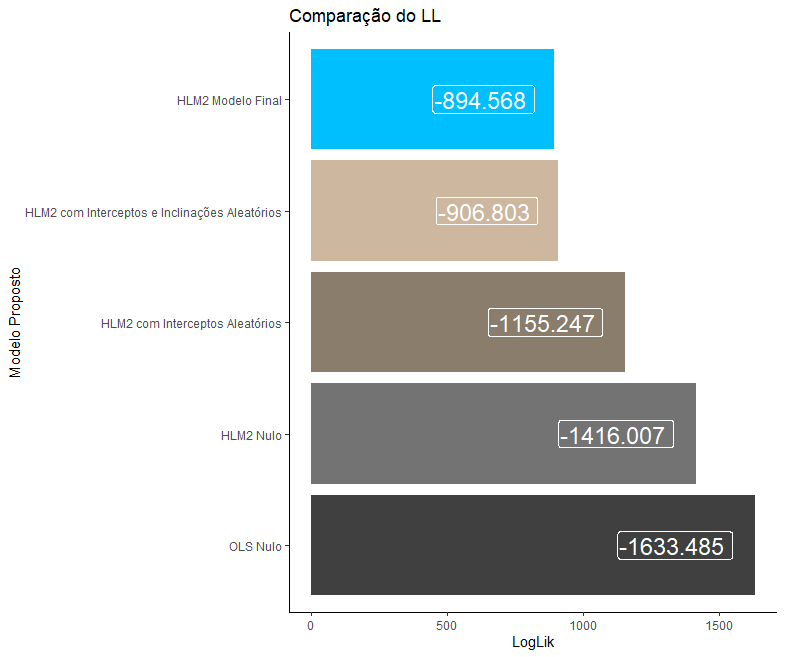 Comparação do LL
HLM2 Modelo Final
-894.568
HLM2 com Interceptos e Inclinações Aleatórios
-906.803
HLM2 com Interceptos Aleatórios
-1155.247
HLM2 Nulo
-1416.007
OLS Nulo
-1633.485
Modelo Proposto
0 500 1000 1500
LogLik